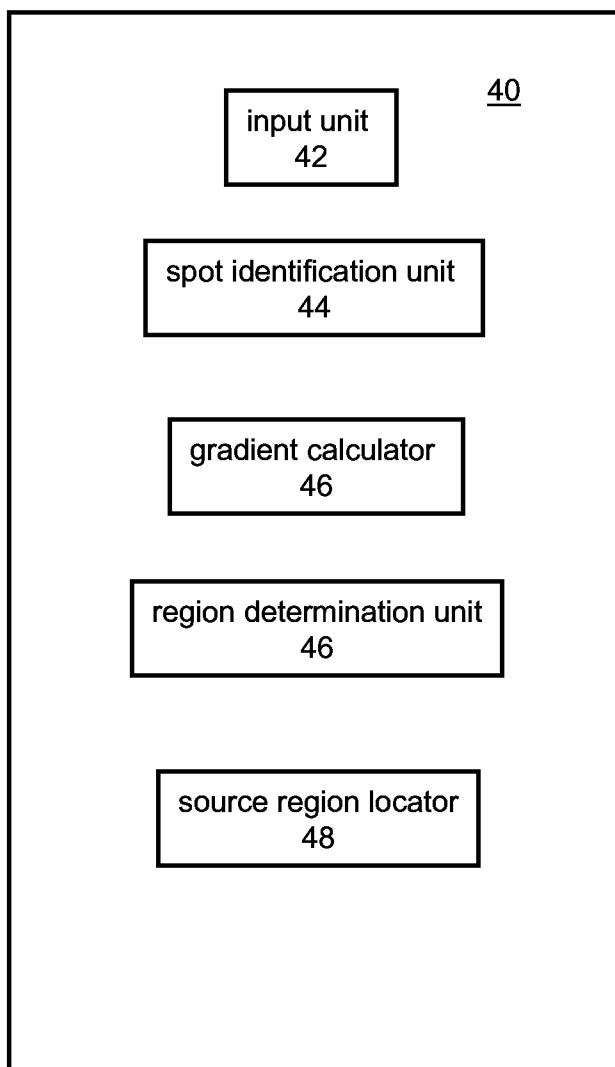 40
input unit
42
spot identification unit
44
gradient calculator
46
region determination unit
46
source region locator
48